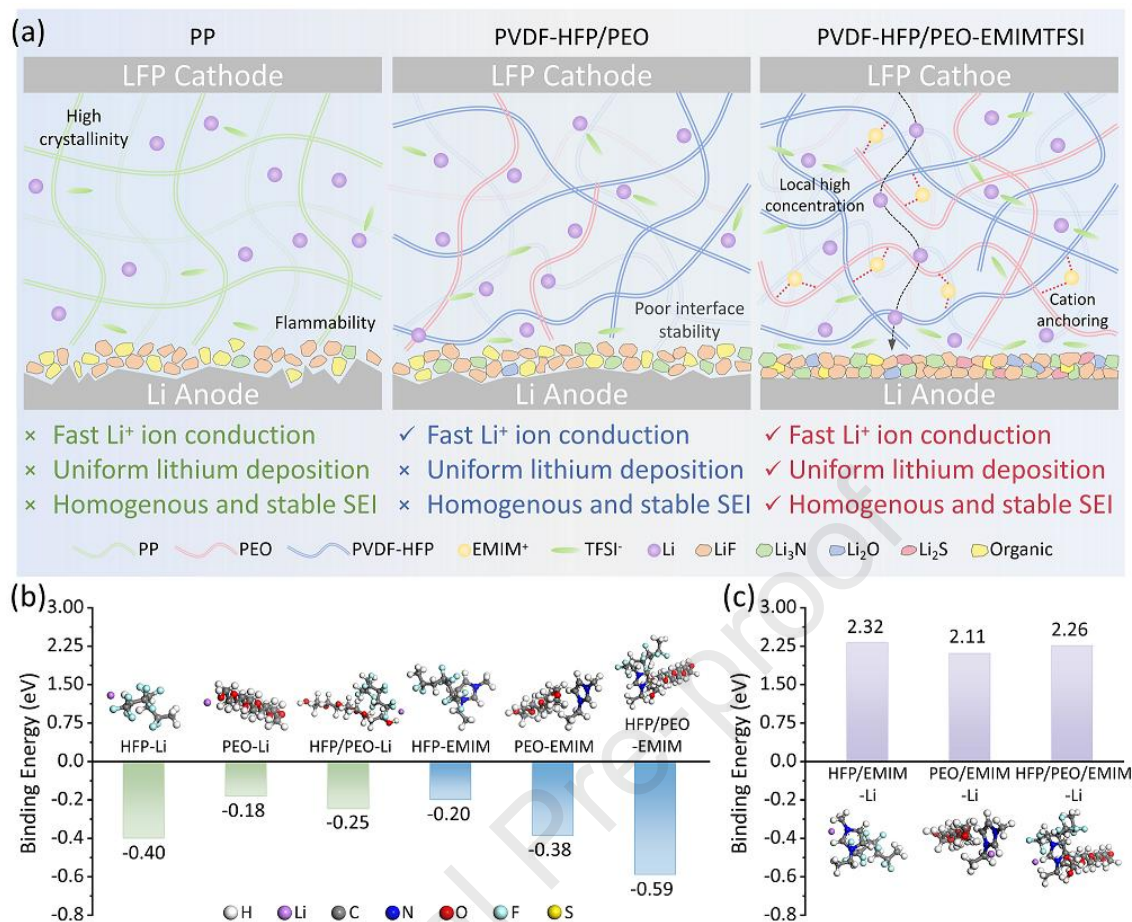 (a)
PP
PVDF-HFP/PEO
PVDF-HFP/PEO-EMIMTFSI
LFP Cathode
LFP Cathode
LFP Cathoe
High
crystallinity
Flammability
Poor interface
stability
Local high
concentration
Cation
anchoring
Li Anode
Li Anode
Li Anode
× Fast Li⁺ ion conduction
× Uniform lithium deposition
× Homogenous and stable SEI
✓ Fast Li⁺ ion conduction
× Uniform lithium deposition
× Homogenous and stable SEI
✓ Fast Li⁺ ion conduction
✓ Uniform lithium deposition
✓ Homogenous and stable SEI
PP PEO PVDF-HFP EMIM⁺ TFSI⁻ Li LiF Li₃N Li₂O Li₂S Organic
(b)
Binding Energy (eV)
3.00
2.25
1.50
0.75
0.0
-0.2
-0.4
-0.6
-0.8
HFP-Li
PEO-Li
HFP/PEO-Li
HFP-EMIM
PEO-EMIM
HFP/PEO
-EMIM
-0.40
-0.18
-0.25
-0.20
-0.38
-0.59
H Li C N O F S
(c)
Binding Energy (eV)
3.00
2.25
1.50
0.75
0.0
-0.2
-0.4
-0.6
-0.8
2.32
2.11
2.26
HFP/EMIM
-Li
PEO/EMIM
-Li
HFP/PEO/EMIM
-Li
l Pre-proof